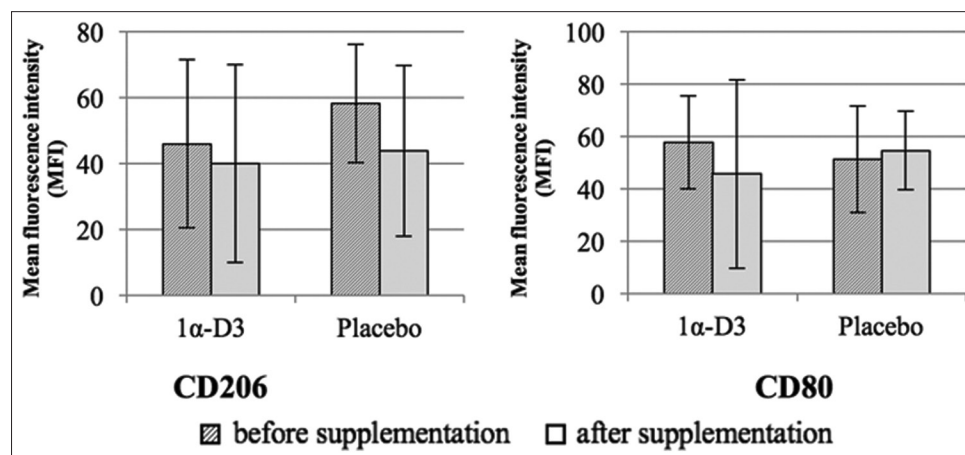 Mean fluorescence intensity
(MFI)
80
60
40
20
0
1α-D3 Placebo
CD206
Mean fluorescence intensity
(MFI)
100
80
60
40
20
0
1α-D3 Placebo
CD80
before supplementation after supplementation